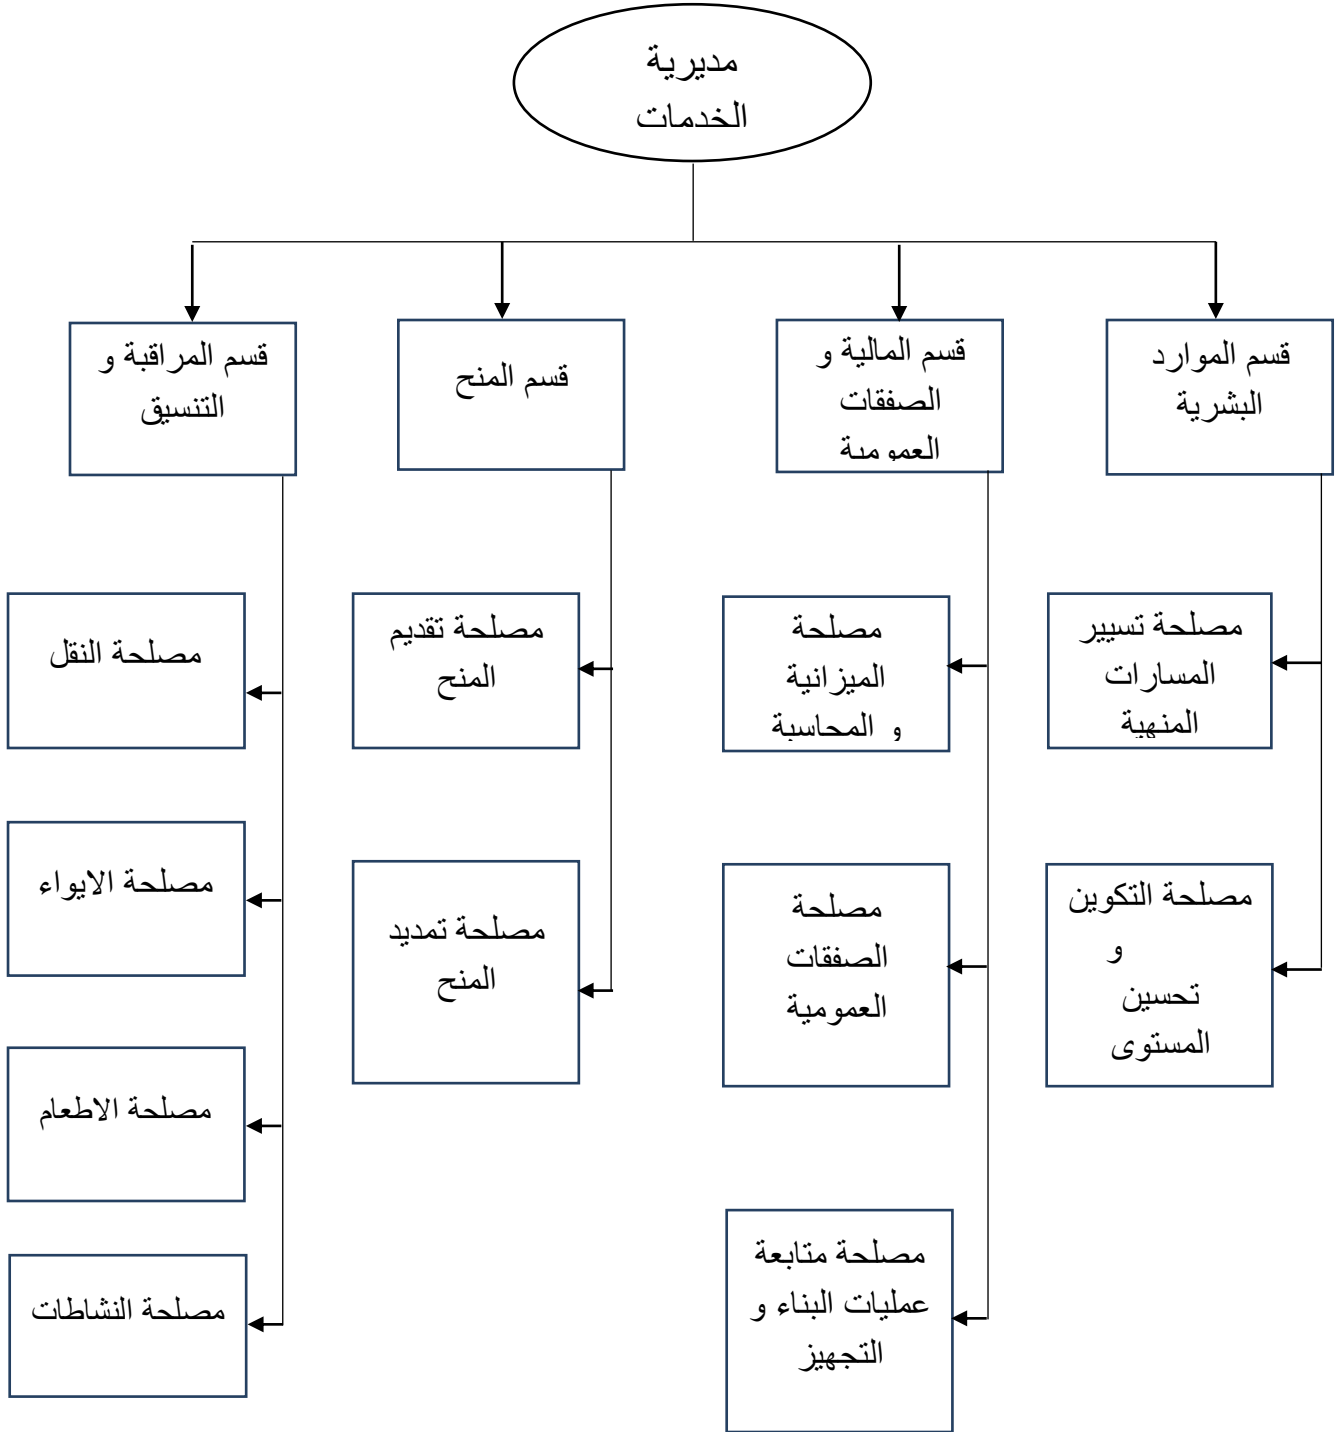 مديرية
الخدمات
قسم الموارد
البشرية
قسم المالية و
الصفقات
العمومية
قسم المنح
قسم المراقبة و
التنسيق
مصلحة تسيير
المسارات
المنهية
مصلحة
الميزانية
و المحاسبة
مصلحة تقديم
المنح
مصلحة النقل
مصلحة التكوين
و
تحسين
المستوى
مصلحة
الصفقات
العمومية
مصلحة تمديد
المنح
مصلحة الايواء
مصلحة الاطعام
مصلحة متابعة
عمليات البناء و
التجهيز
مصلحة النشاطات